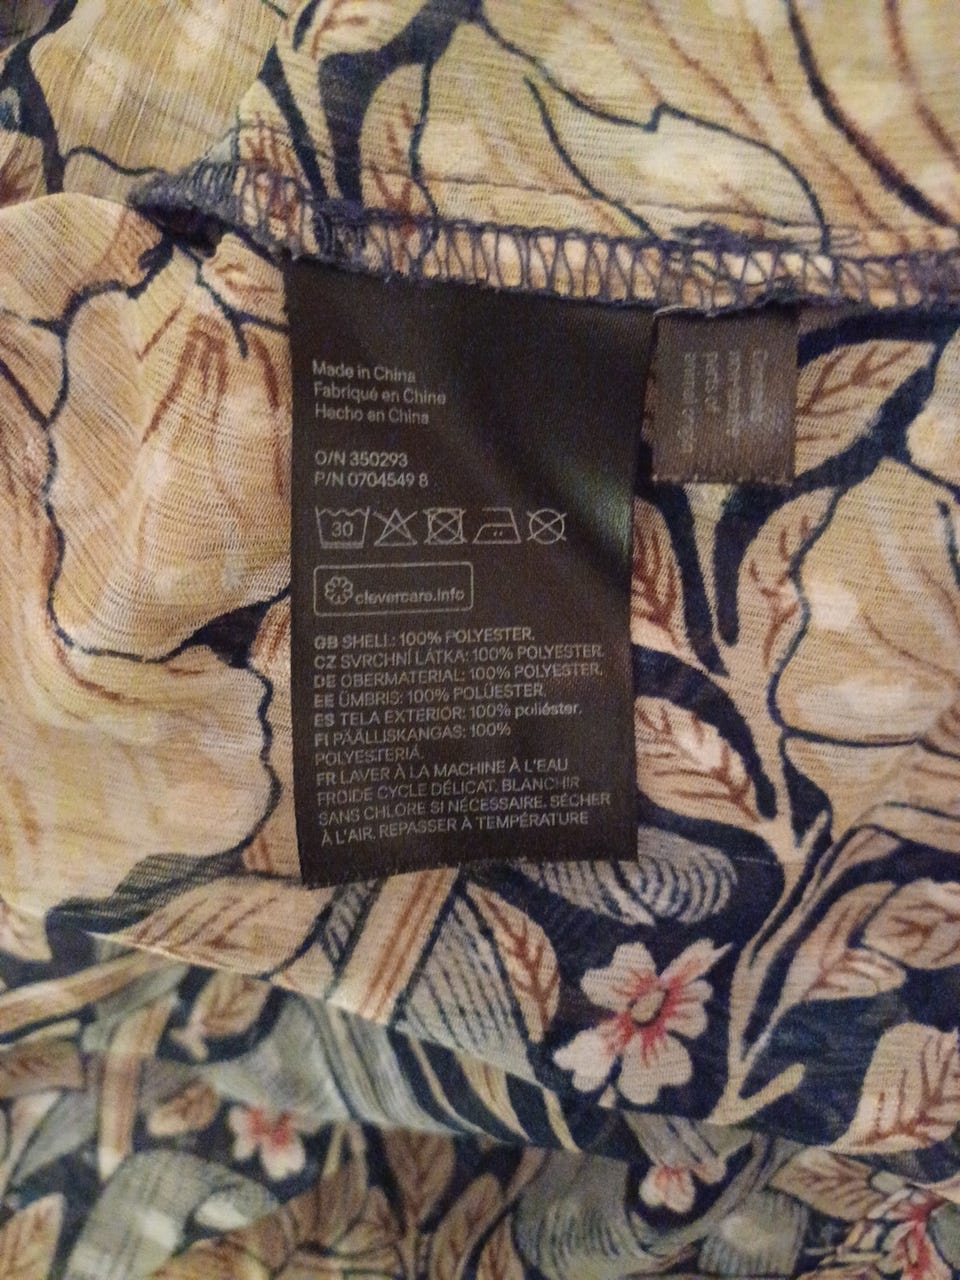 Made in China
Fabriqué en Chine
Hecho en China
O/N 350293
P/N 0704549 8
30
clevercare.info
GB SHELL: 100% POLYESTER.
CZ SVRCHNÍ LÁTKA: 100% POLYESTER.
DE OBERMATERIAL: 100% POLYESTER.
EE ÜMBRIS: 100% POLÜESTER.
ES TELA EXTERIOR: 100% poliéster.
FI PÄÄLLISKANGAS: 100%
POLYESTERIÄ.
FR LAVER À LA MACHINE À L'EAU
FROIDE CYCLE DÉLICAT. BLANCHIR
SANS CHLORE SI NÉCESSAIRE. SÉCHER
À L'AIR. REPASSER À TEMPÉRATURE